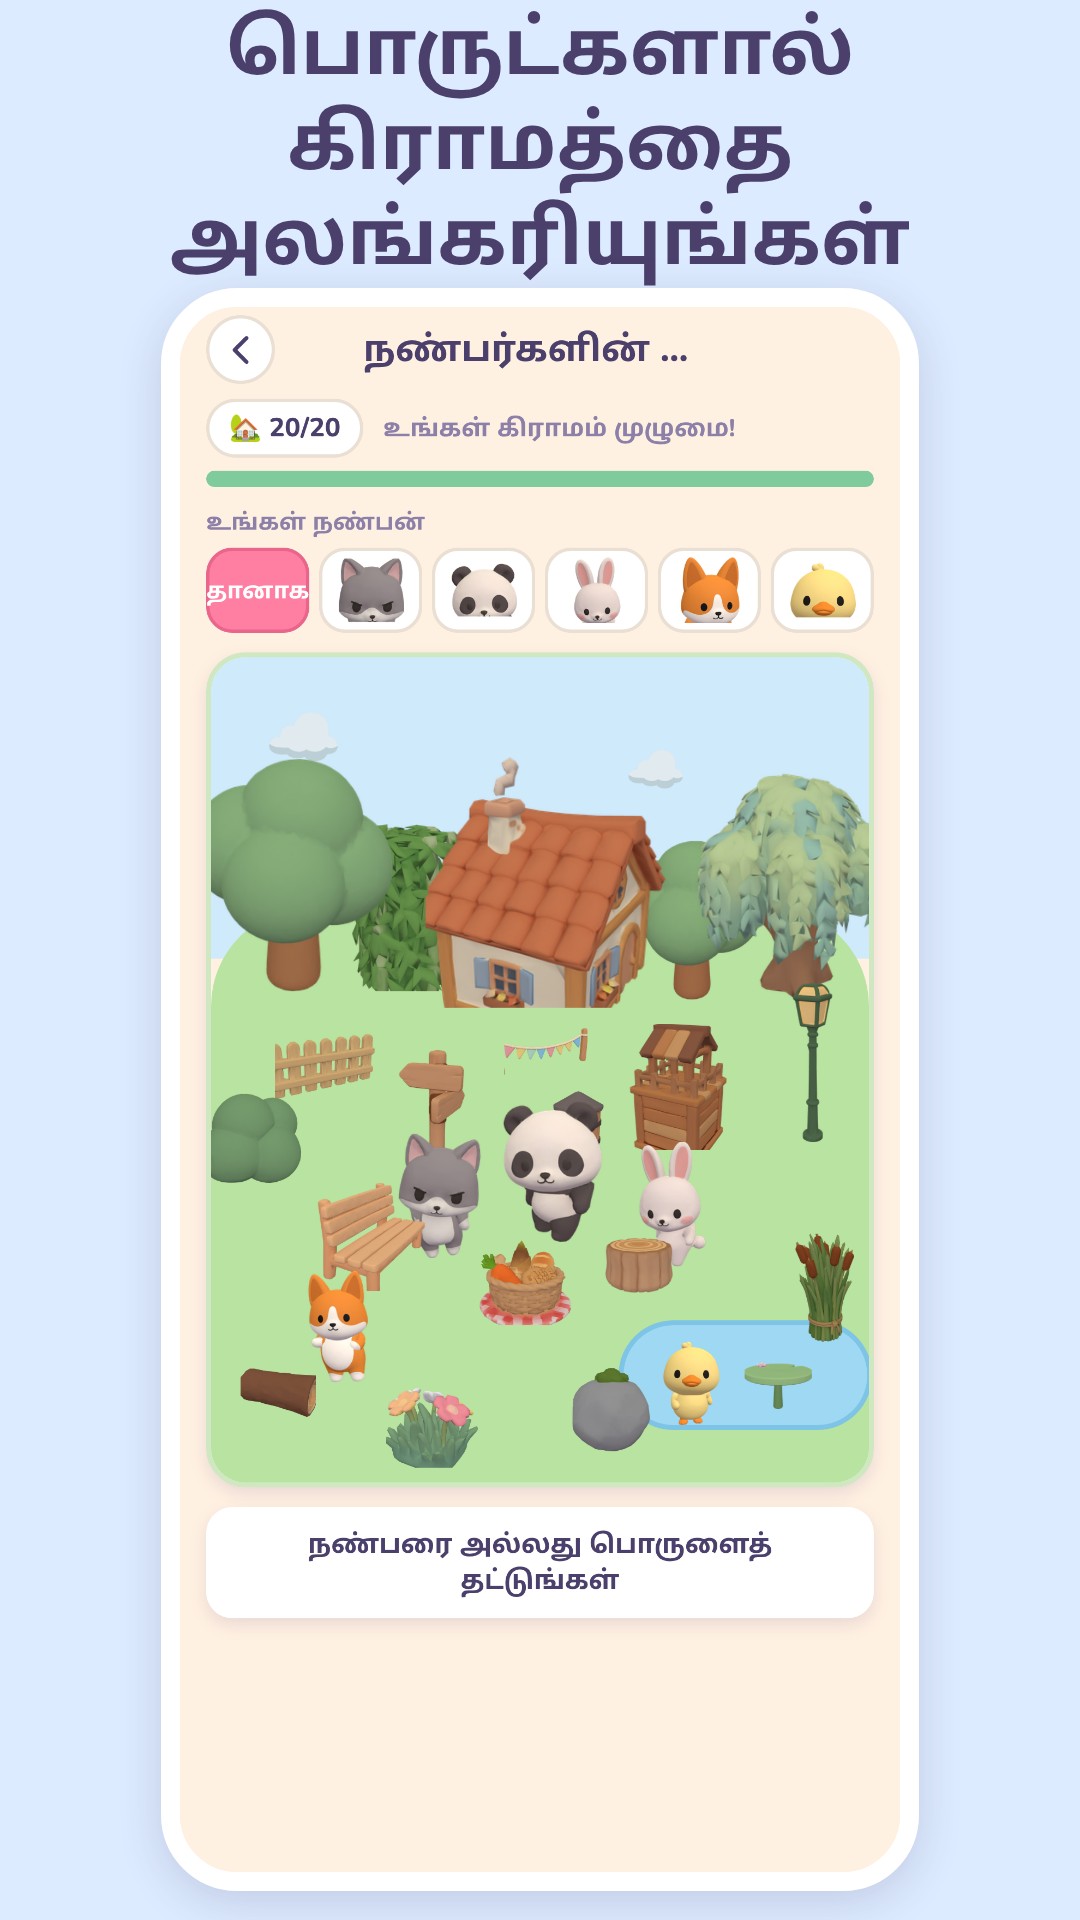 பொருட்களால்
கிராமத்தை
அலங்கரியுங்கள்
நண்பர்களின் ...
20/20 உங்கள் கிராமம் முழுமை!
உங்கள் நண்பன்
தானாக
நண்பரை அல்லது பொருளைத்
தட்டுங்கள்